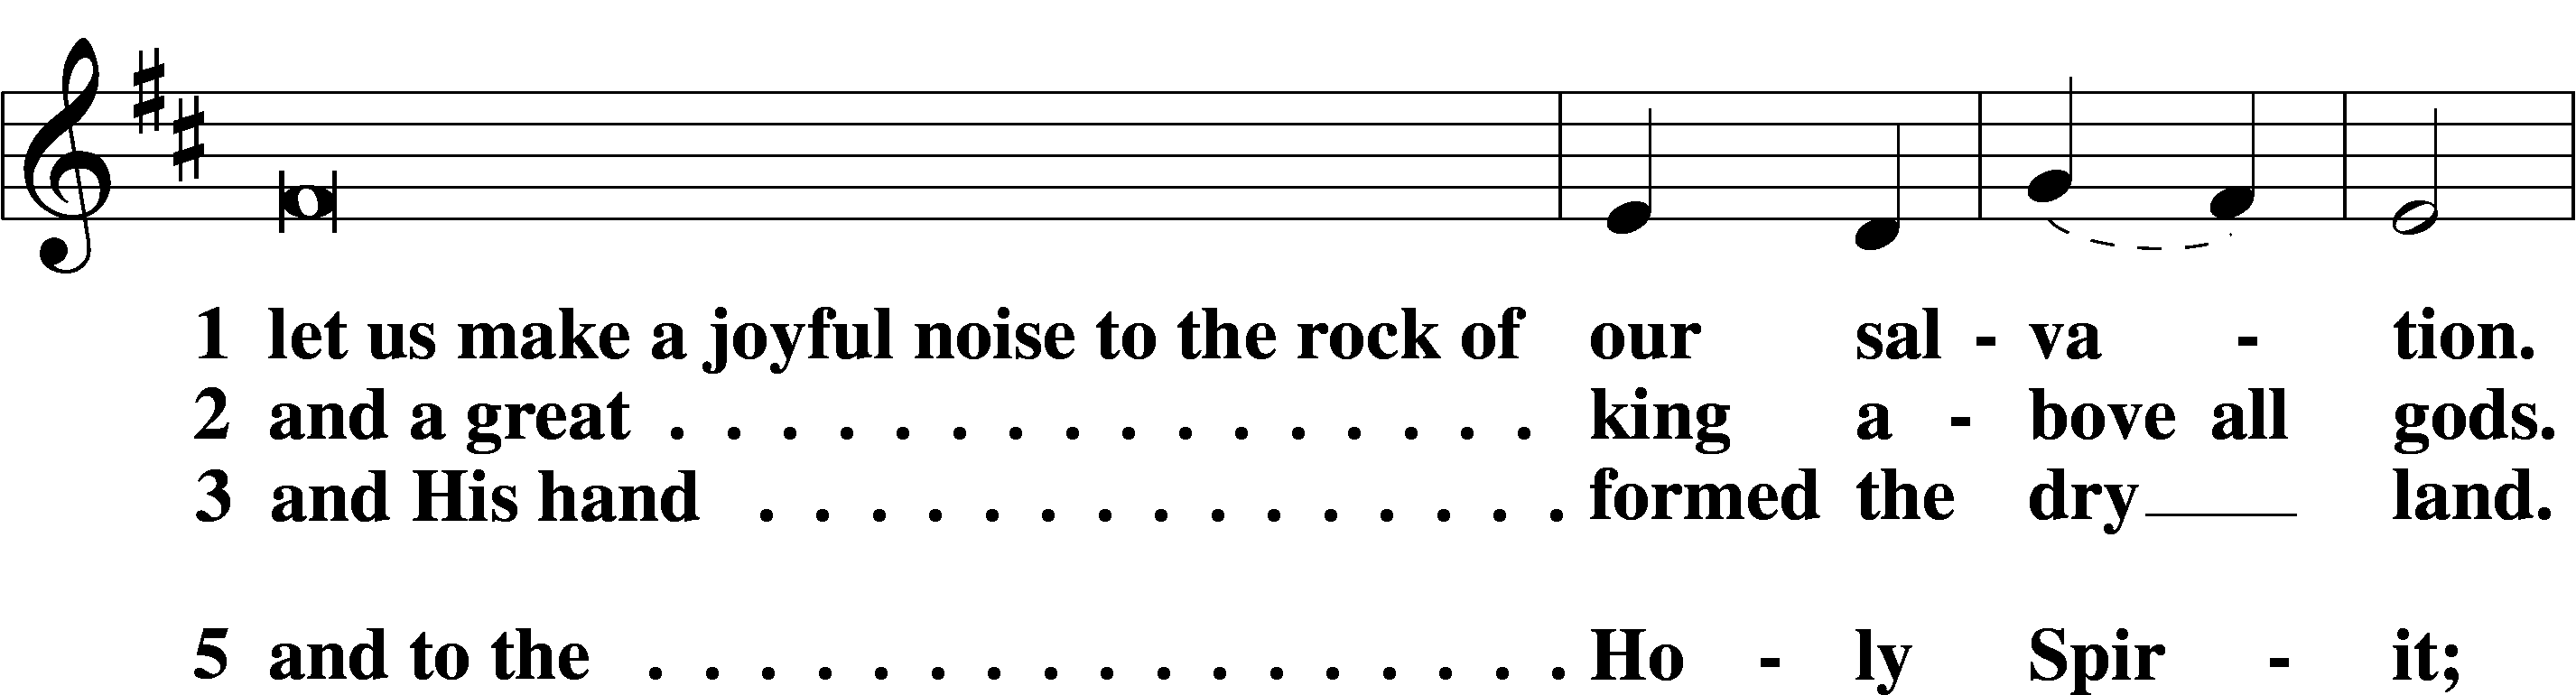 1 let us make a joyful noise to the rock of our sal - va - tion.
2 and a great . . . . . . . . . . . . . . . . king a - bove all gods.
3 and His hand . . . . . . . . . . . . . . . formed the dry____ land.
5 and to the . . . . . . . . . . . . . . . . . Ho - ly Spir - it;